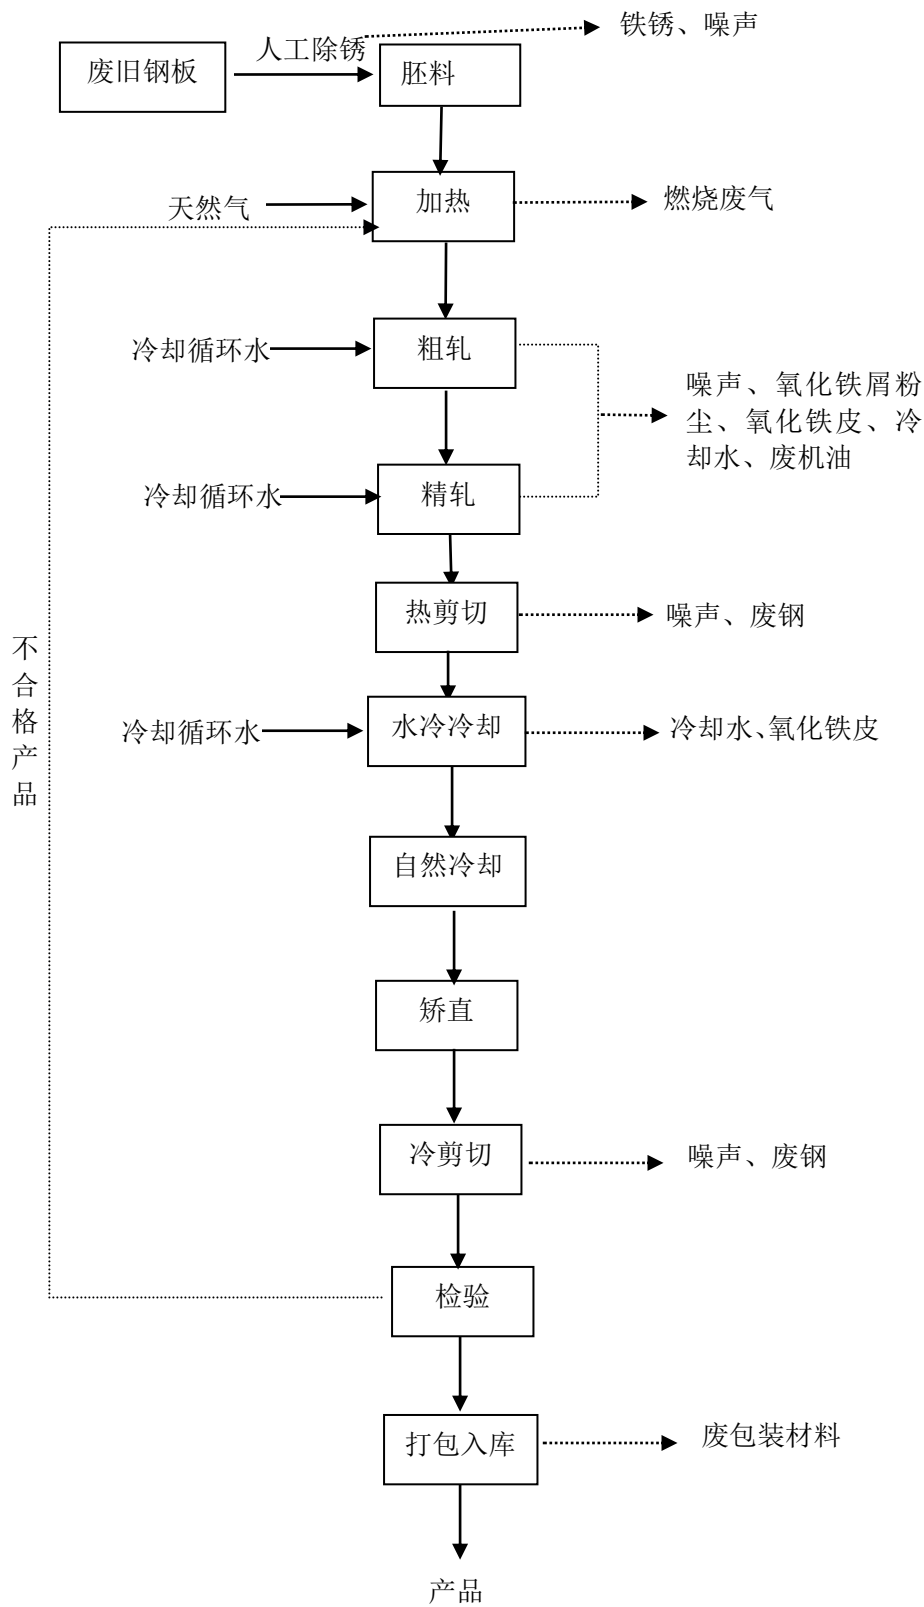 铁锈、噪声
人工除锈
废旧钢板
胚料
天然气
加热
燃烧废气
冷却循环水
粗轧
噪声、氧化铁屑粉
尘、氧化铁皮、冷
却水、废机油
冷却循环水
精轧
热剪切
噪声、废钢
不
合
格
产
品
冷却循环水
水冷冷却
冷却水、氧化铁皮
自然冷却
矫直
冷剪切
噪声、废钢
检验
打包入库
废包装材料
产品